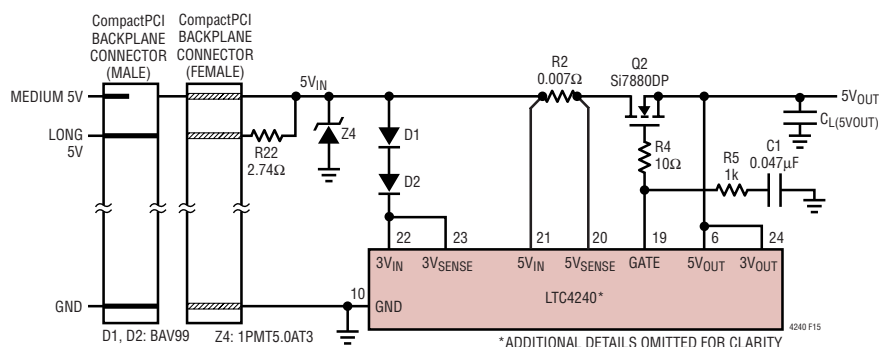 CompactPCI
BACKPLANE
CONNECTOR
(MALE)
CompactPCI
BACKPLANE
CONNECTOR
(FEMALE)
MEDIUM 5V
LONG
5V
R22
2.74Ω
5VIN
Z4
D1
D2
R2
0.007Ω
Q2
Si7880DP
5VOUT
CL(5VOUT)
R4
10Ω
R5
1k
C1
0.047µF
22
23
21
20
19
6
24
3VIN
3VSENSE
5VIN
5VSENSE
GATE
5VOUT
3VOUT
10
GND
LTC4240*
GND
4240 F15
D1, D2: BAV99
Z4: 1PMT5.0AT3
*ADDITIONAL DETAILS OMITTED FOR CLARITY